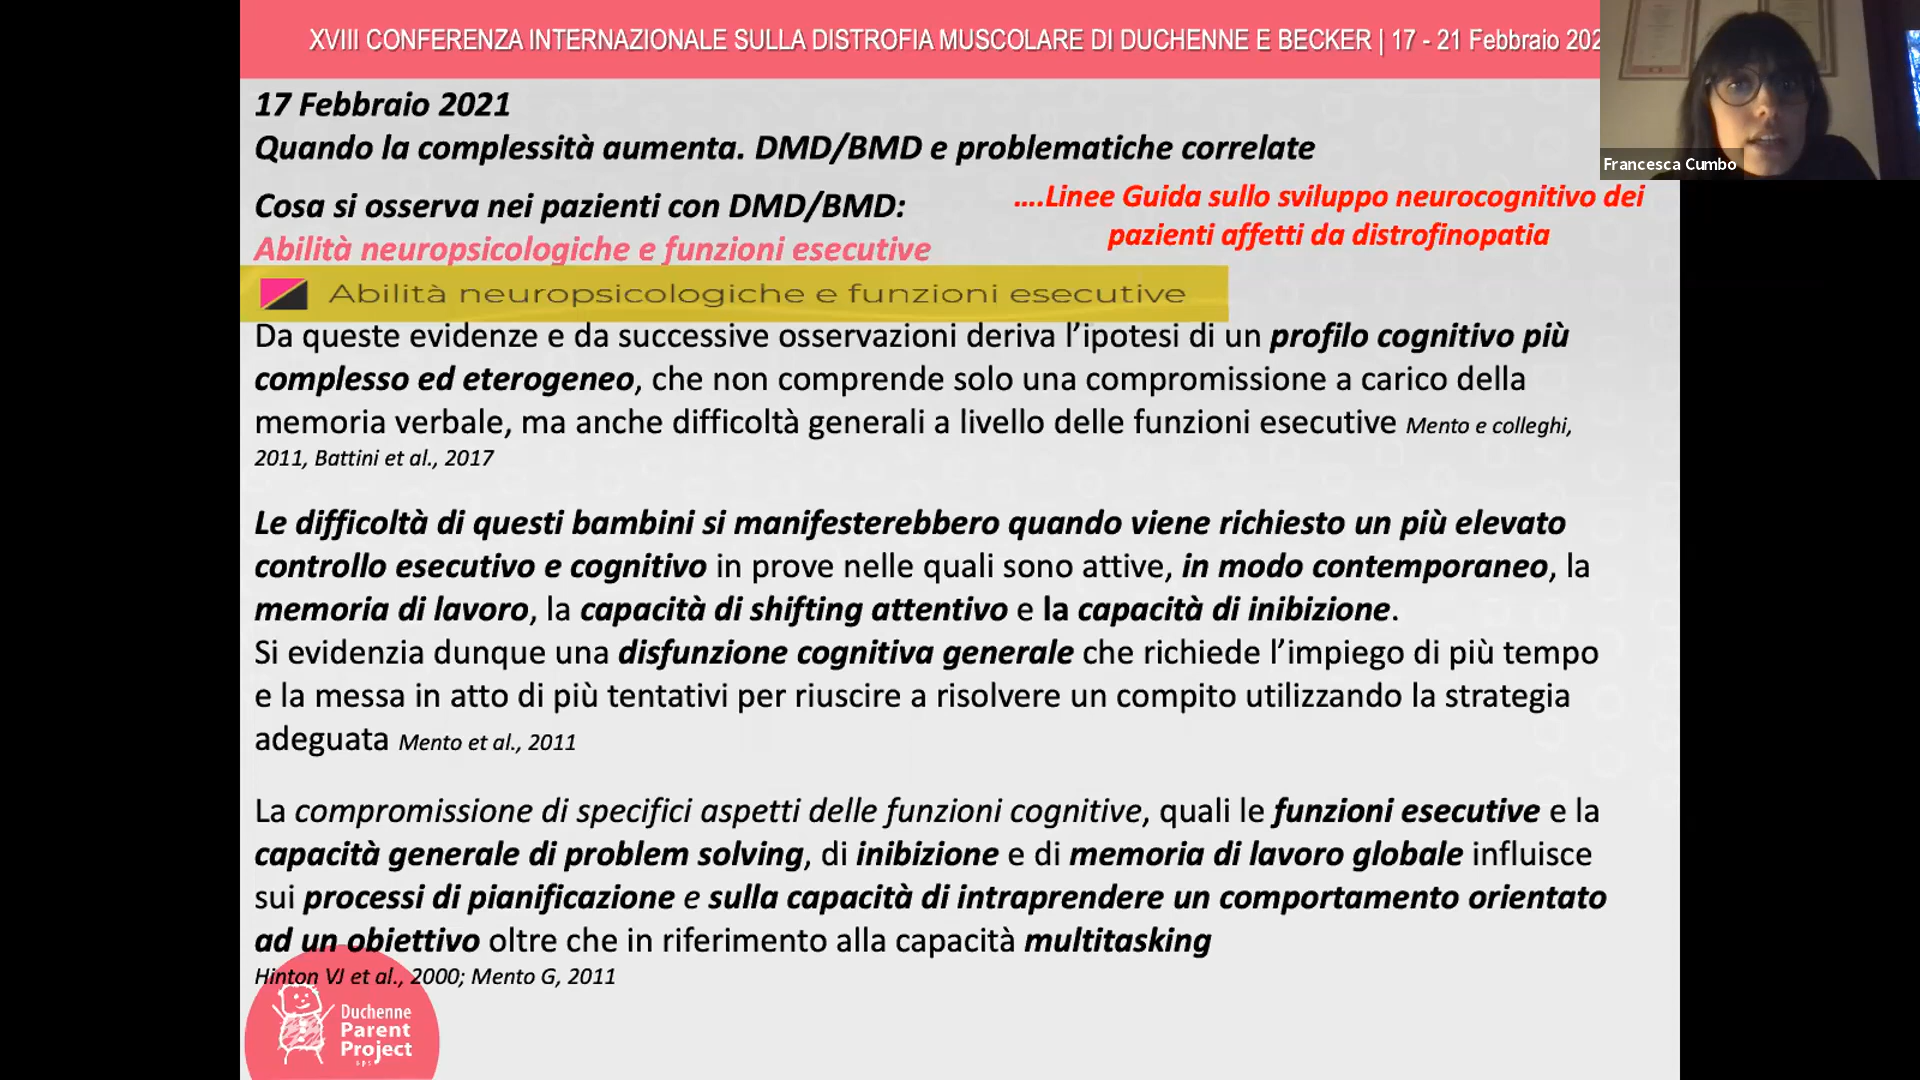 XVIII CONFERENZA INTERNAZIONALE SULLA DISTROFIA MUSCOLARE DI DUCHENNE E BECKER | 17 - 21 Febbraio 202
Francesca Cumbo
17 Febbraio 2021
Quando la complessità aumenta. DMD/BMD e problematiche correlate
Cosa si osserva nei pazienti con DMD/BMD:
Abilità neuropsicologiche e funzioni esecutive
....Linee Guida sullo sviluppo neurocognitivo dei
pazienti affetti da distrofinopatia
Abilità neuropsicologiche e funzioni esecutive
Da queste evidenze e da successive osservazioni deriva l’ipotesi di un profilo cognitivo più
complesso ed eterogeneo, che non comprende solo una compromissione a carico della
memoria verbale, ma anche difficoltà generali a livello delle funzioni esecutive Mento e colleghi,
2011, Battini et al., 2017
Le difficoltà di questi bambini si manifesterebbero quando viene richiesto un più elevato
controllo esecutivo e cognitivo in prove nelle quali sono attive, in modo contemporaneo, la
memoria di lavoro, la capacità di shifting attentivo e la capacità di inibizione.
Si evidenzia dunque una disfunzione cognitiva generale che richiede l’impiego di più tempo
e la messa in atto di più tentativi per riuscire a risolvere un compito utilizzando la strategia
adeguata Mento et al., 2011
La compromissione di specifici aspetti delle funzioni cognitive, quali le funzioni esecutive e la
capacità generale di problem solving, di inibizione e di memoria di lavoro globale influisce
sui processi di pianificazione e sulla capacità di intraprendere un comportamento orientato
ad un obiettivo oltre che in riferimento alla capacità multitasking
Hinton VJ et al., 2000; Mento G, 2011
Duchenne
Parent
Project